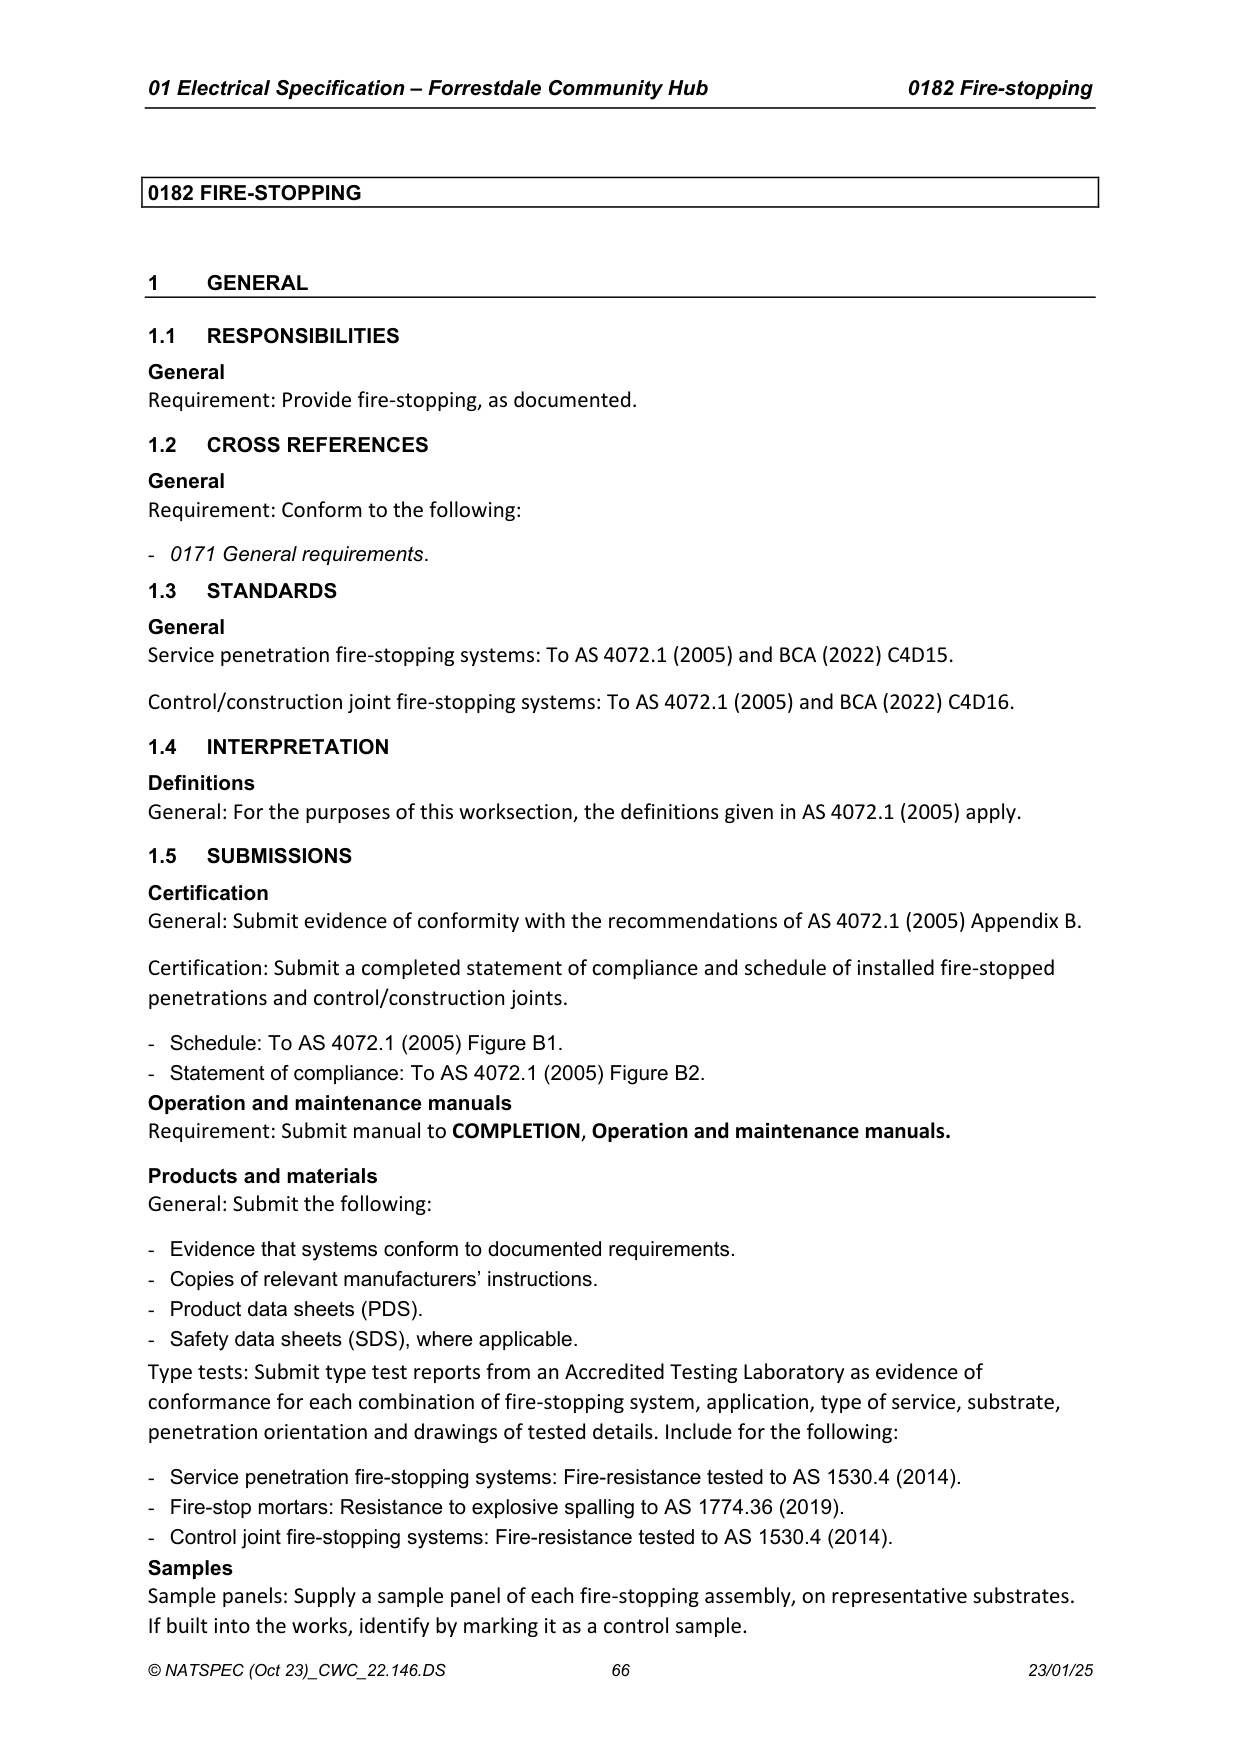 01 Electrical Specification – Forrestdale Community Hub 0182 Fire-stopping
0182 FIRE-STOPPING
1 GENERAL
1.1 RESPONSIBILITIES
General
Requirement: Provide fire-stopping, as documented.
1.2 CROSS REFERENCES
General
Requirement: Conform to the following:
- 0171 General requirements.
1.3 STANDARDS
General
Service penetration fire-stopping systems: To AS 4072.1 (2005) and BCA (2022) C4D15.
Control/construction joint fire-stopping systems: To AS 4072.1 (2005) and BCA (2022) C4D16.
1.4 INTERPRETATION
Definitions
General: For the purposes of this worksection, the definitions given in AS 4072.1 (2005) apply.
1.5 SUBMISSIONS
Certification
General: Submit evidence of conformity with the recommendations of AS 4072.1 (2005) Appendix B.
Certification: Submit a completed statement of compliance and schedule of installed fire-stopped
penetrations and control/construction joints.
- Schedule: To AS 4072.1 (2005) Figure B1.
- Statement of compliance: To AS 4072.1 (2005) Figure B2.
Operation and maintenance manuals
Requirement: Submit manual to COMPLETION, Operation and maintenance manuals.
Products and materials
General: Submit the following:
- Evidence that systems conform to documented requirements.
- Copies of relevant manufacturers’ instructions.
- Product data sheets (PDS).
- Safety data sheets (SDS), where applicable.
Type tests: Submit type test reports from an Accredited Testing Laboratory as evidence of
conformance for each combination of fire-stopping system, application, type of service, substrate,
penetration orientation and drawings of tested details. Include for the following:
- Service penetration fire-stopping systems: Fire-resistance tested to AS 1530.4 (2014).
- Fire-stop mortars: Resistance to explosive spalling to AS 1774.36 (2019).
- Control joint fire-stopping systems: Fire-resistance tested to AS 1530.4 (2014).
Samples
Sample panels: Supply a sample panel of each fire-stopping assembly, on representative substrates.
If built into the works, identify by marking it as a control sample.
© NATSPEC (Oct 23)_CWC_22.146.DS 66 23/01/25